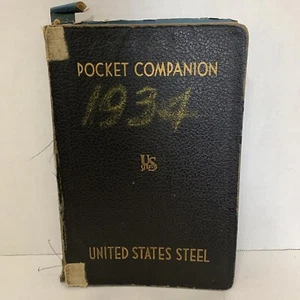 POCKET COMPANION
1934
US
UNITED STATES STEEL